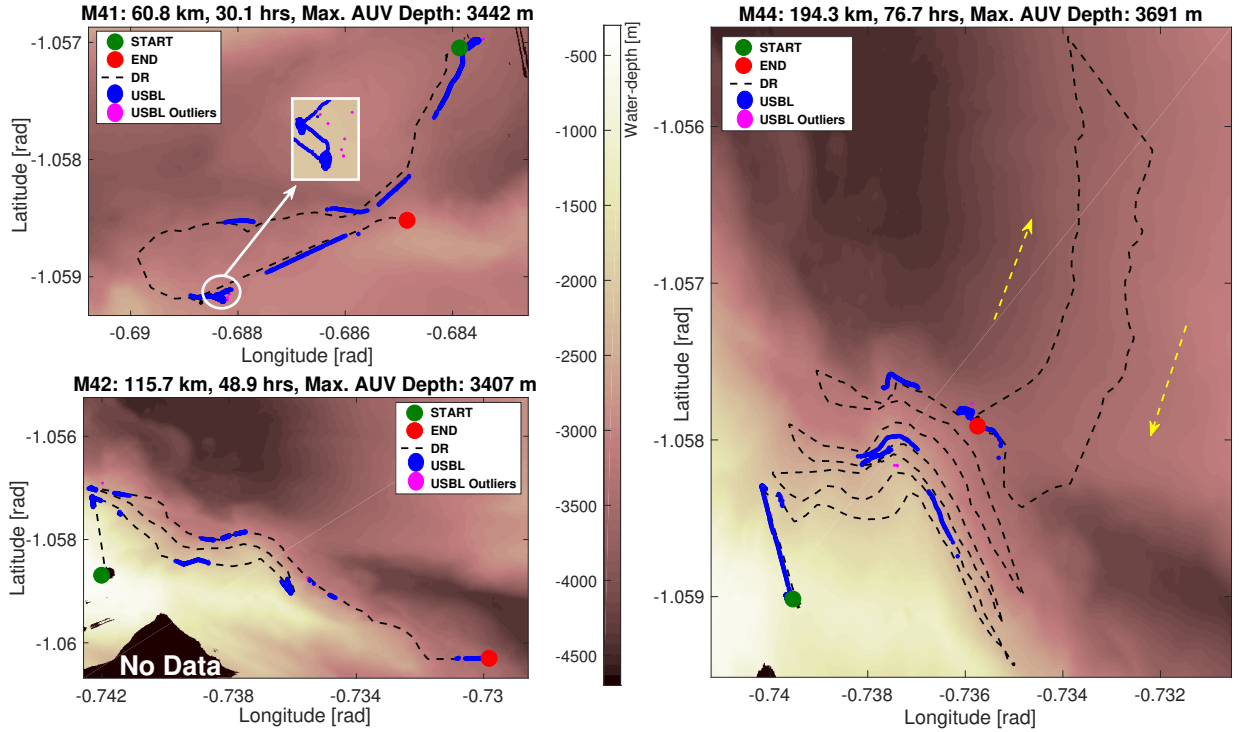 M41: 60.8 km, 30.1 hrs, Max. AUV Depth: 3442 m
START
END
DR
USBL
USBL Outliers
-1.057
-1.058
-1.059
Latitude [rad]
-0.69
-0.688
-0.686
-0.684
Longitude [rad]
M42: 115.7 km, 48.9 hrs, Max. AUV Depth: 3407 m
START
END
DR
USBL
USBL Outliers
-1.056
-1.058
-1.06
Latitude [rad]
No Data
-0.742
-0.738
-0.734
-0.73
Longitude [rad]
Water-depth [m]
-500
-1000
-1500
-2000
-2500
-3000
-3500
-4000
-4500
M44: 194.3 km, 76.7 hrs, Max. AUV Depth: 3691 m
START
END
DR
USBL
USBL Outliers
-1.056
-1.057
-1.058
-1.059
Latitude [rad]
-0.74
-0.738
-0.736
-0.734
-0.732
Longitude [rad]